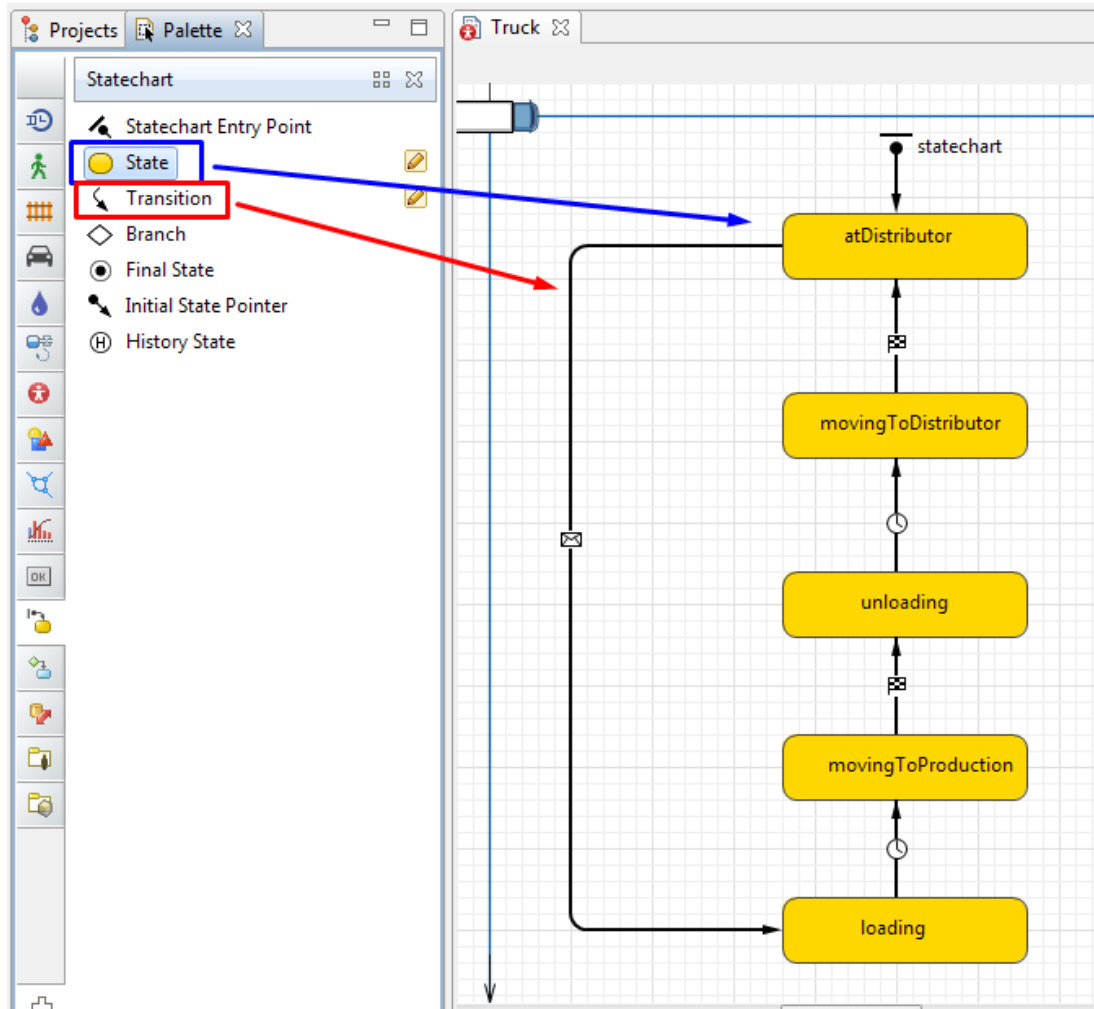 Projects
Palette
Truck
Statechart
Statechart Entry Point
State
Transition
Branch
Final State
Initial State Pointer
H History State
OK
statechart
atDistributor
movingToDistributor
unloading
movingToProduction
loading